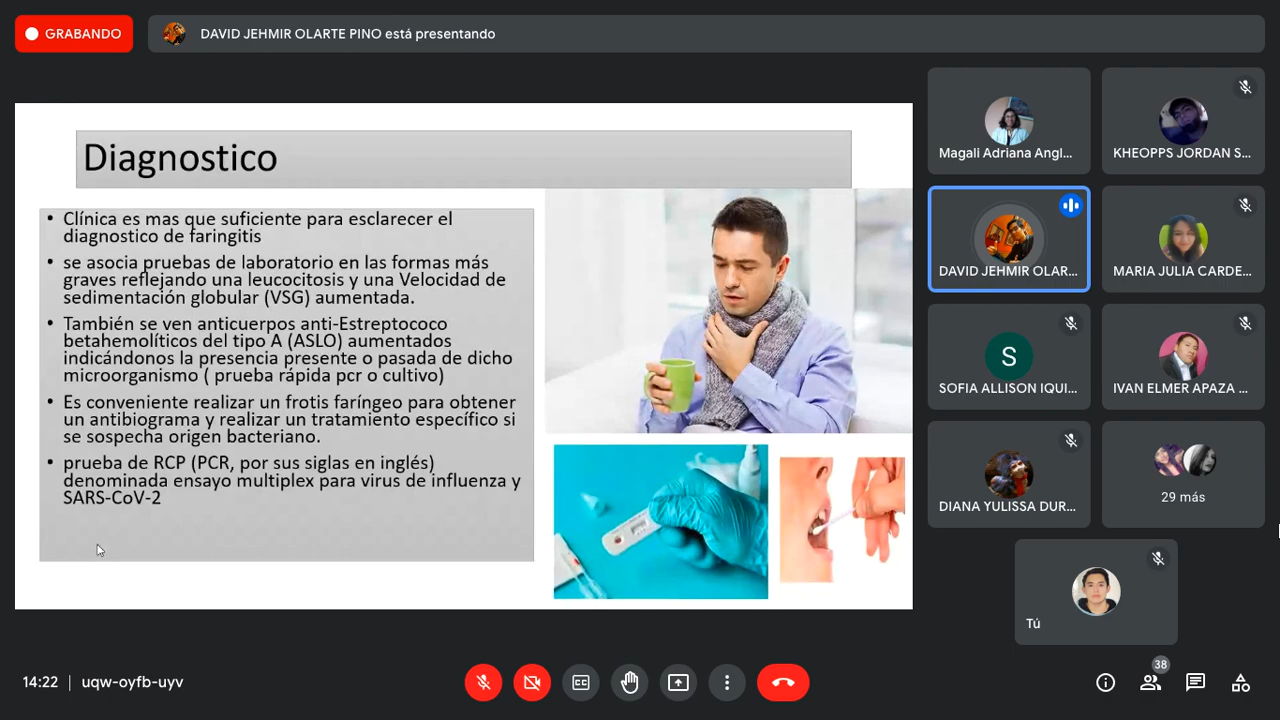 GRABANDO
DAVID JEHMIR OLARTE PINO está presentando
Diagnostico
• Clínica es mas que suficiente para esclarecer el
diagnostico de faringitis
• se asocia pruebas de laboratorio en las formas más
graves reflejando una leucocitosis y una Velocidad de
sedimentación globular (VSG) aumentada.
• También se ven anticuerpos anti-Estreptococo
betahemolíticos del tipo A (ASLO) aumentados
indicándonos la presencia presente o pasada de dicho
microorganismo ( prueba rápida pcr o cultivo)
• Es conveniente realizar un frotis faríngeo para obtener
un antibiograma y realizar un tratamiento específico si
se sospecha origen bacteriano.
• prueba de RCP (PCR, por sus siglas en inglés)
denominada ensayo multiplex para virus de influenza y
SARS-CoV-2
Magali Adriana Angl...
KHEOPPS JORDAN S...
DAVID JEHMIR OLAR...
MARIA JULIA CARDE...
S
SOFIA ALLISON IQUI...
IVAN ELMER APAZA ...
DIANA YULISSA DUR...
29 más
Tú
14:22 | uqw-oyfb-uyv
CC
38